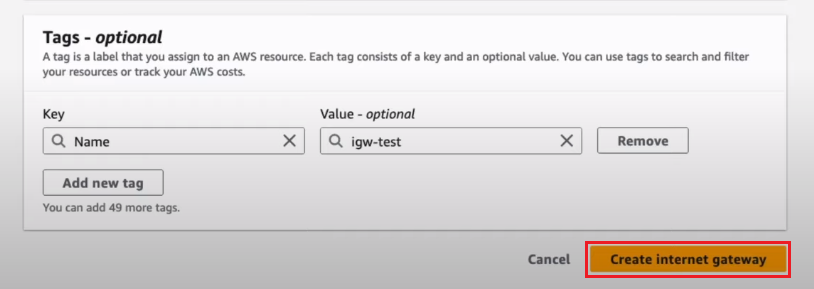 Tags - optional
A tag is a label that you assign to an AWS resource. Each tag consists of a key and an optional value. You can use tags to search and filter
your resources or track your AWS costs.
Key
Value - optional
Name
igw-test
Remove
Add new tag
You can add 49 more tags.
Cancel
Create internet gateway